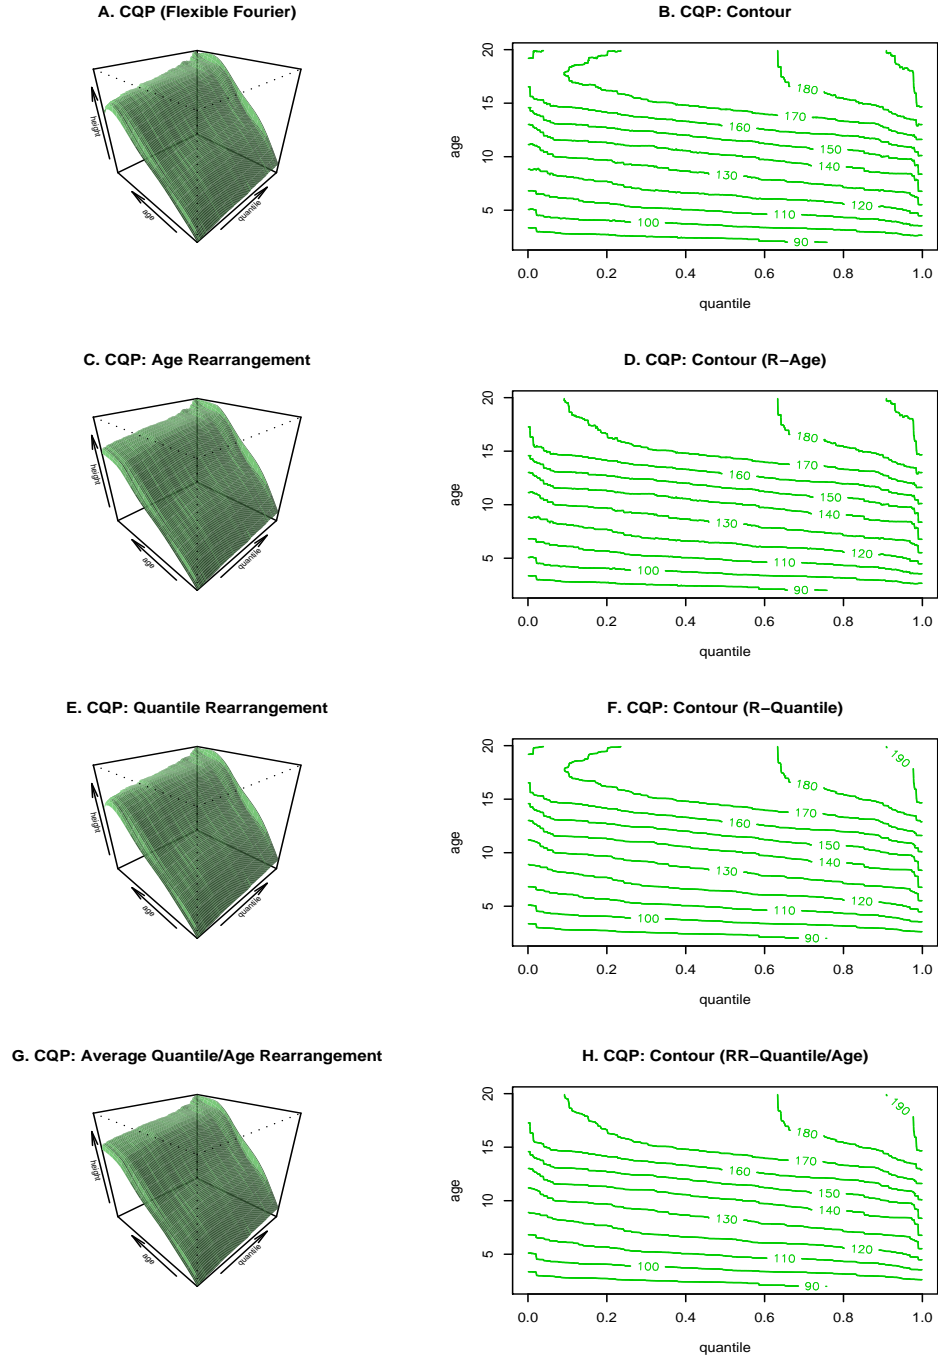 A. CQP (Flexible Fourier)
height
age
quantile
B. CQP: Contour
age
20
15
10
5
180
170
160
150
140
130
120
110
100
90
0.0 0.2 0.4 0.6 0.8 1.0
quantile
C. CQP: Age Rearrangement
height
age
quantile
D. CQP: Contour (R−Age)
age
20
15
10
5
180
170
160
150
140
130
120
110
100
90
0.0 0.2 0.4 0.6 0.8 1.0
quantile
E. CQP: Quantile Rearrangement
height
age
quantile
F. CQP: Contour (R−Quantile)
age
20
15
10
5
190
180
170
160
150
140
130
120
110
100
90
0.0 0.2 0.4 0.6 0.8 1.0
quantile
G. CQP: Average Quantile/Age Rearrangement
height
age
quantile
H. CQP: Contour (RR−Quantile/Age)
age
20
15
10
5
190
180
170
160
150
140
130
120
110
100
90
0.0 0.2 0.4 0.6 0.8 1.0
quantile